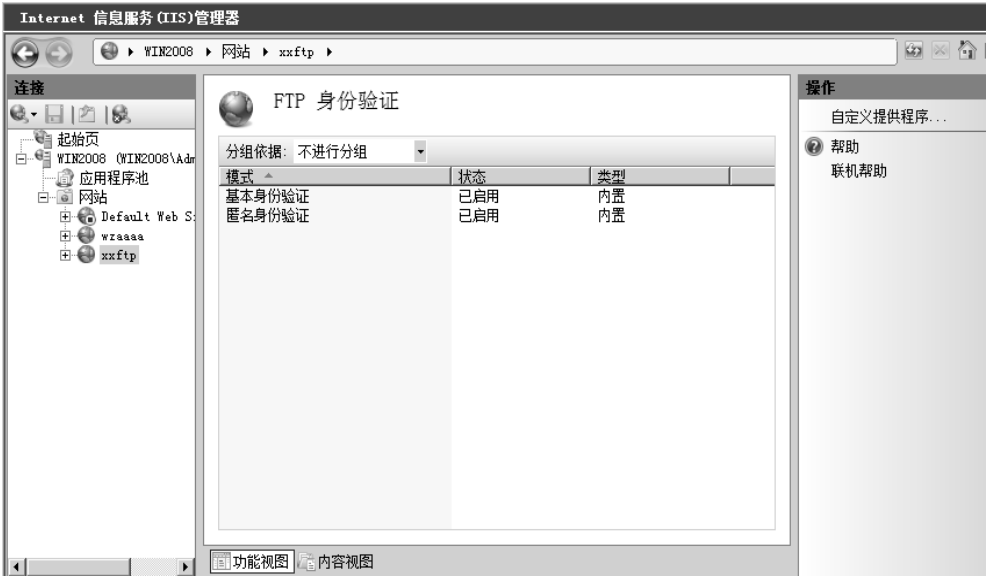 Internet 信息服务(IIS)管理器
WIN2008 网站 xxftp
连接
起始页
WIN2008 (WIN2008\Adm
应用程序池
网站
Default Web S
wzaaaa
xxftp
FTP 身份验证
分组依据: 不进行分组
模式 状态 类型
基本身份验证 已启用 内置
匿名身份验证 已启用 内置
功能视图 内容视图
操作
自定义提供程序...
帮助
联机帮助